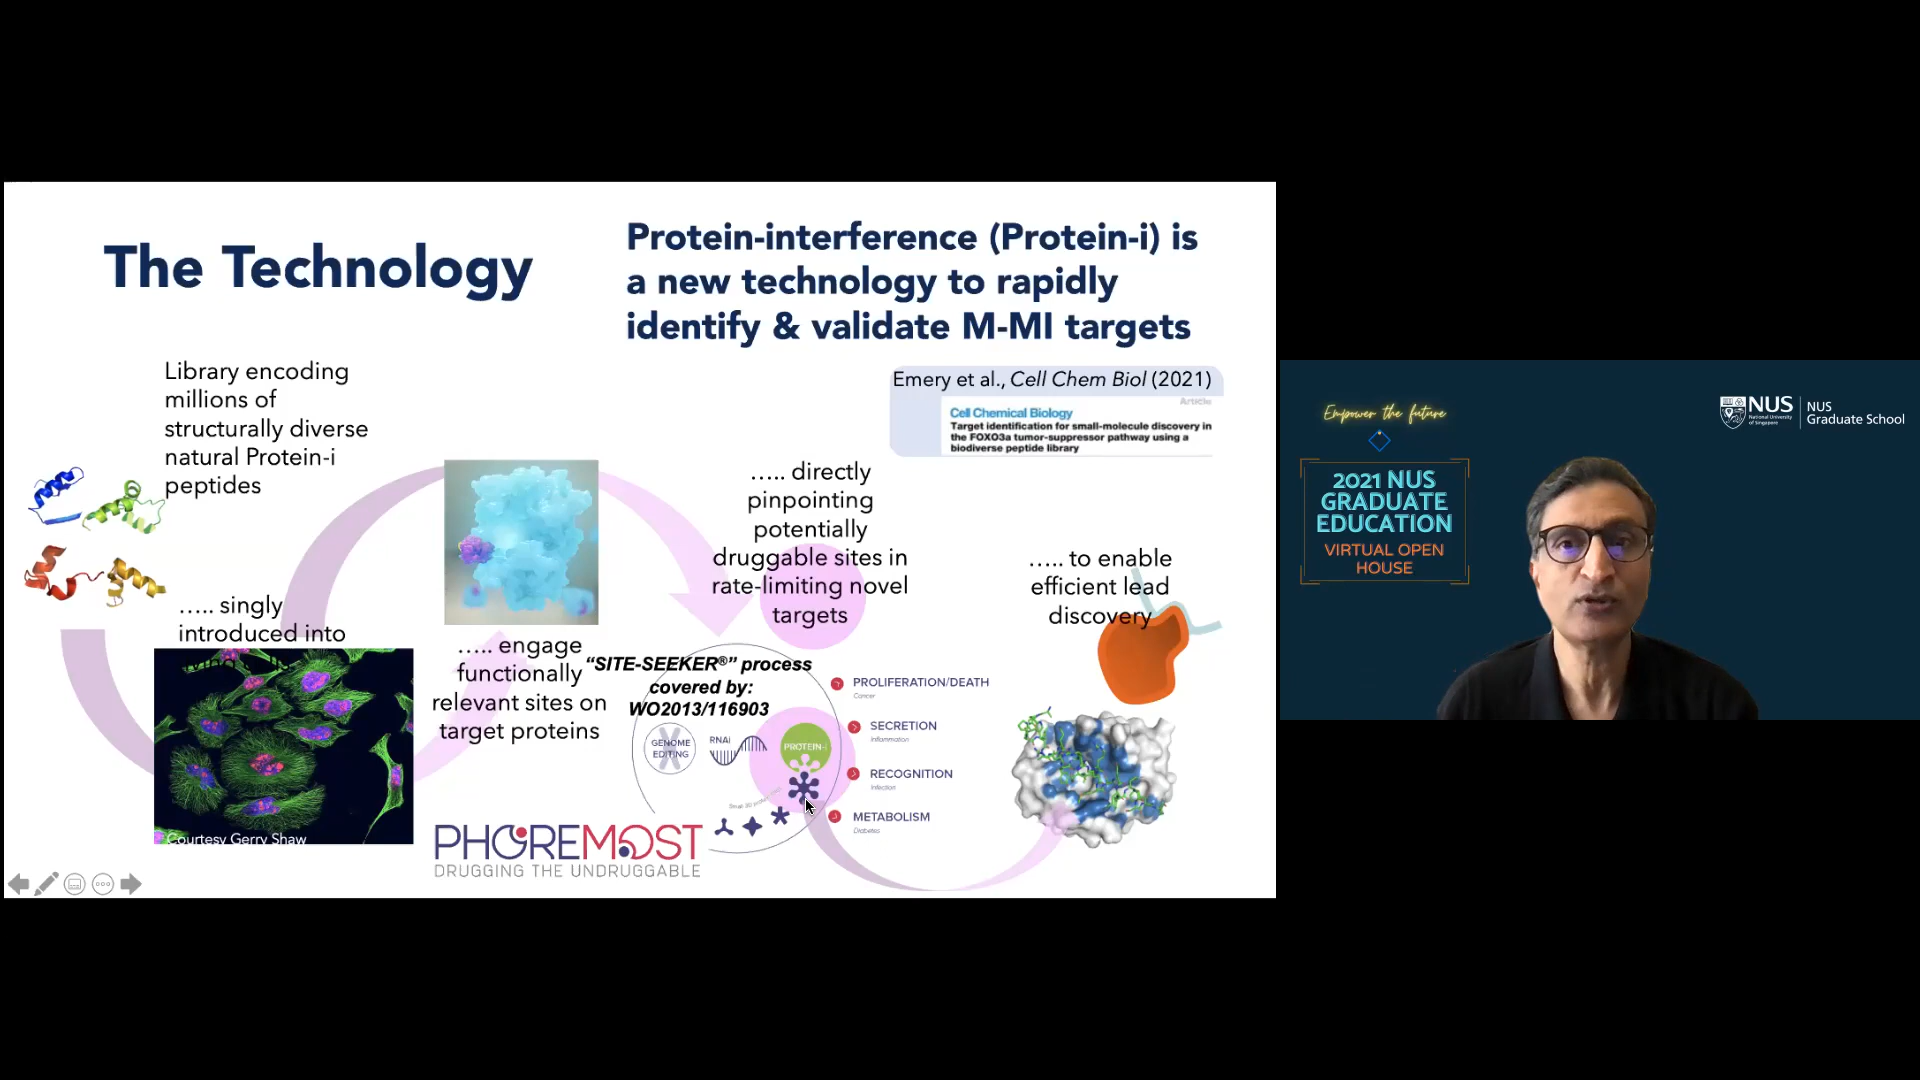 The Technology
Protein-interference (Protein-i) is
a new technology to rapidly
identify & validate M-MI targets
Library encoding
millions of
structurally diverse
natural Protein-i
peptides
Emery et al., Cell Chem Biol (2021)
Article
Cell Chemical Biology
Target identification for small-molecule discovery in
the FOXO3a tumor-suppressor pathway using a
biodiverse peptide library
….. singly
introduced into
Courtesy Gerry Shaw
….. engage
functionally
relevant sites on
target proteins
….. directly
pinpointing
potentially
druggable sites in
rate-limiting novel
targets
….. to enable
efficient lead
discovery
“SITE-SEEKER®” process
covered by:
WO2013/116903
GENOME
EDITING
RNAi
PROTEIN-i
PROLIFERATION/DEATH
Cancer
SECRETION
Inflammation
RECOGNITION
Infection
METABOLISM
Diabetes
PHOREMOST
DRUGGING THE UNDRUGGABLE
Empower the future
2021 NUS
GRADUATE
EDUCATION
VIRTUAL OPEN
HOUSE
NUS
National University
of Singapore
NUS
Graduate School